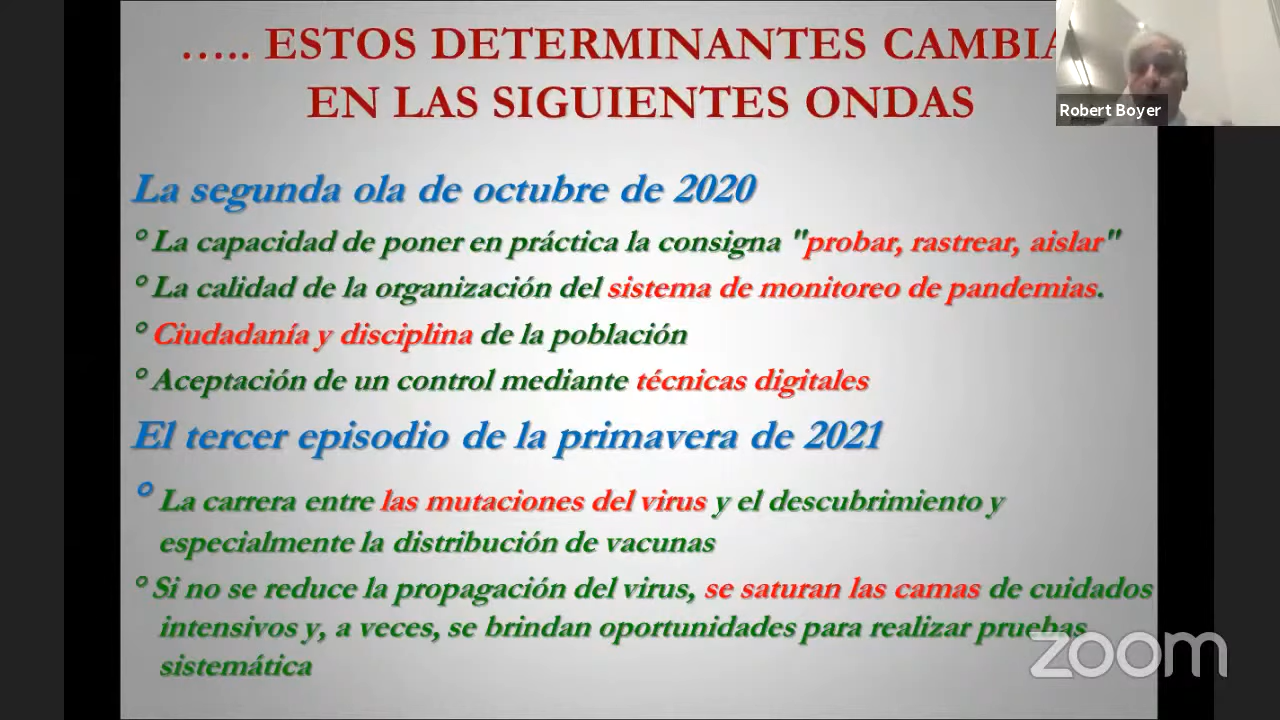 ….. ESTOS DETERMINANTES CAMBIA
EN LAS SIGUIENTES ONDAS
Robert Boyer
La segunda ola de octubre de 2020
° La capacidad de poner en práctica la consigna "probar, rastrear, aislar"
° La calidad de la organización del sistema de monitoreo de pandemias.
° Ciudadanía y disciplina de la población
° Aceptación de un control mediante técnicas digitales
El tercer episodio de la primavera de 2021
° La carrera entre las mutaciones del virus y el descubrimiento y
especialmente la distribución de vacunas
° Si no se reduce la propagación del virus, se saturan las camas de cuidados
intensivos y, a veces, se brindan oportunidades para realizar pruebas
sistemática
zoom